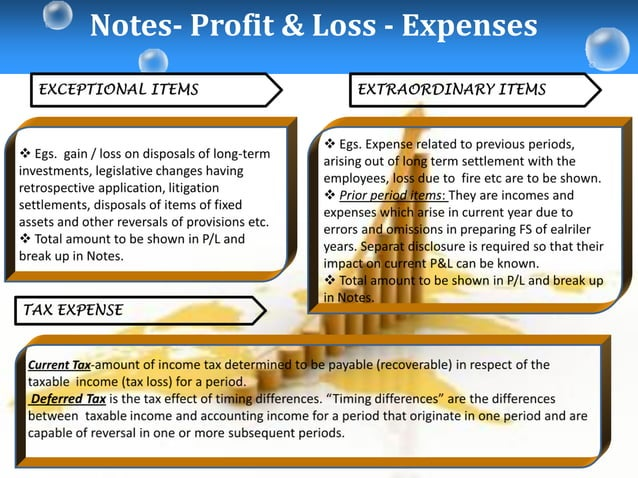 Notes- Profit & Loss - Expenses
EXCEPTIONAL ITEMS
❖ Egs. gain / loss on disposals of long-term
investments, legislative changes having
retrospective application, litigation
settlements, disposals of items of fixed
assets and other reversals of provisions etc.
❖ Total amount to be shown in P/L and
break up in Notes.
EXTRAORDINARY ITEMS
❖ Egs. Expense related to previous periods,
arising out of long term settlement with the
employees, loss due to fire etc are to be shown.
❖ Prior period items: They are incomes and
expenses which arise in current year due to
errors and omissions in preparing FS of ealriler
years. Separat disclosure is required so that their
impact on current P&L can be known.
❖ Total amount to be shown in P/L and break up
in Notes.
TAX EXPENSE
Current Tax-amount of income tax determined to be payable (recoverable) in respect of the
taxable income (tax loss) for a period.
Deferred Tax is the tax effect of timing differences. “Timing differences” are the differences
between taxable income and accounting income for a period that originate in one period and are
capable of reversal in one or more subsequent periods.